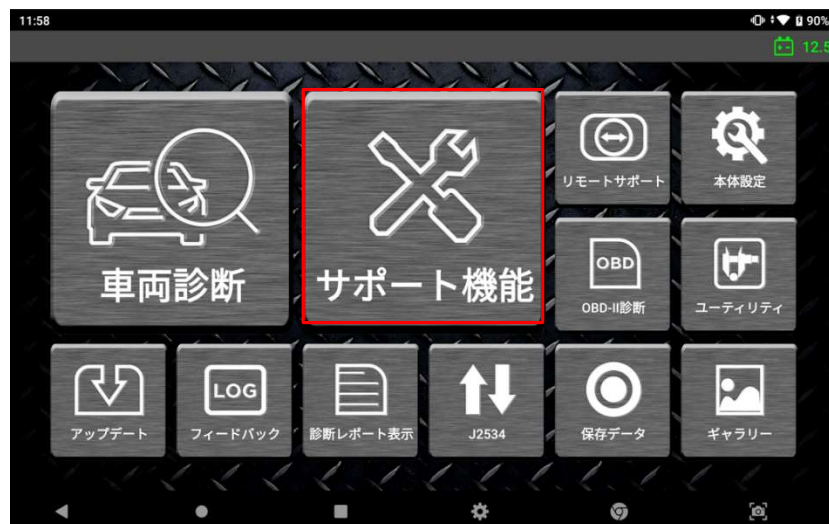 11:58
90%
12.5
車両診断
サポート機能
リモートサポート
本体設定
OBD
OBD-II診断
ユーティリティ
アップデート
LOG
フィードバック
診断レポート表示
J2534
保存データ
ギャラリー